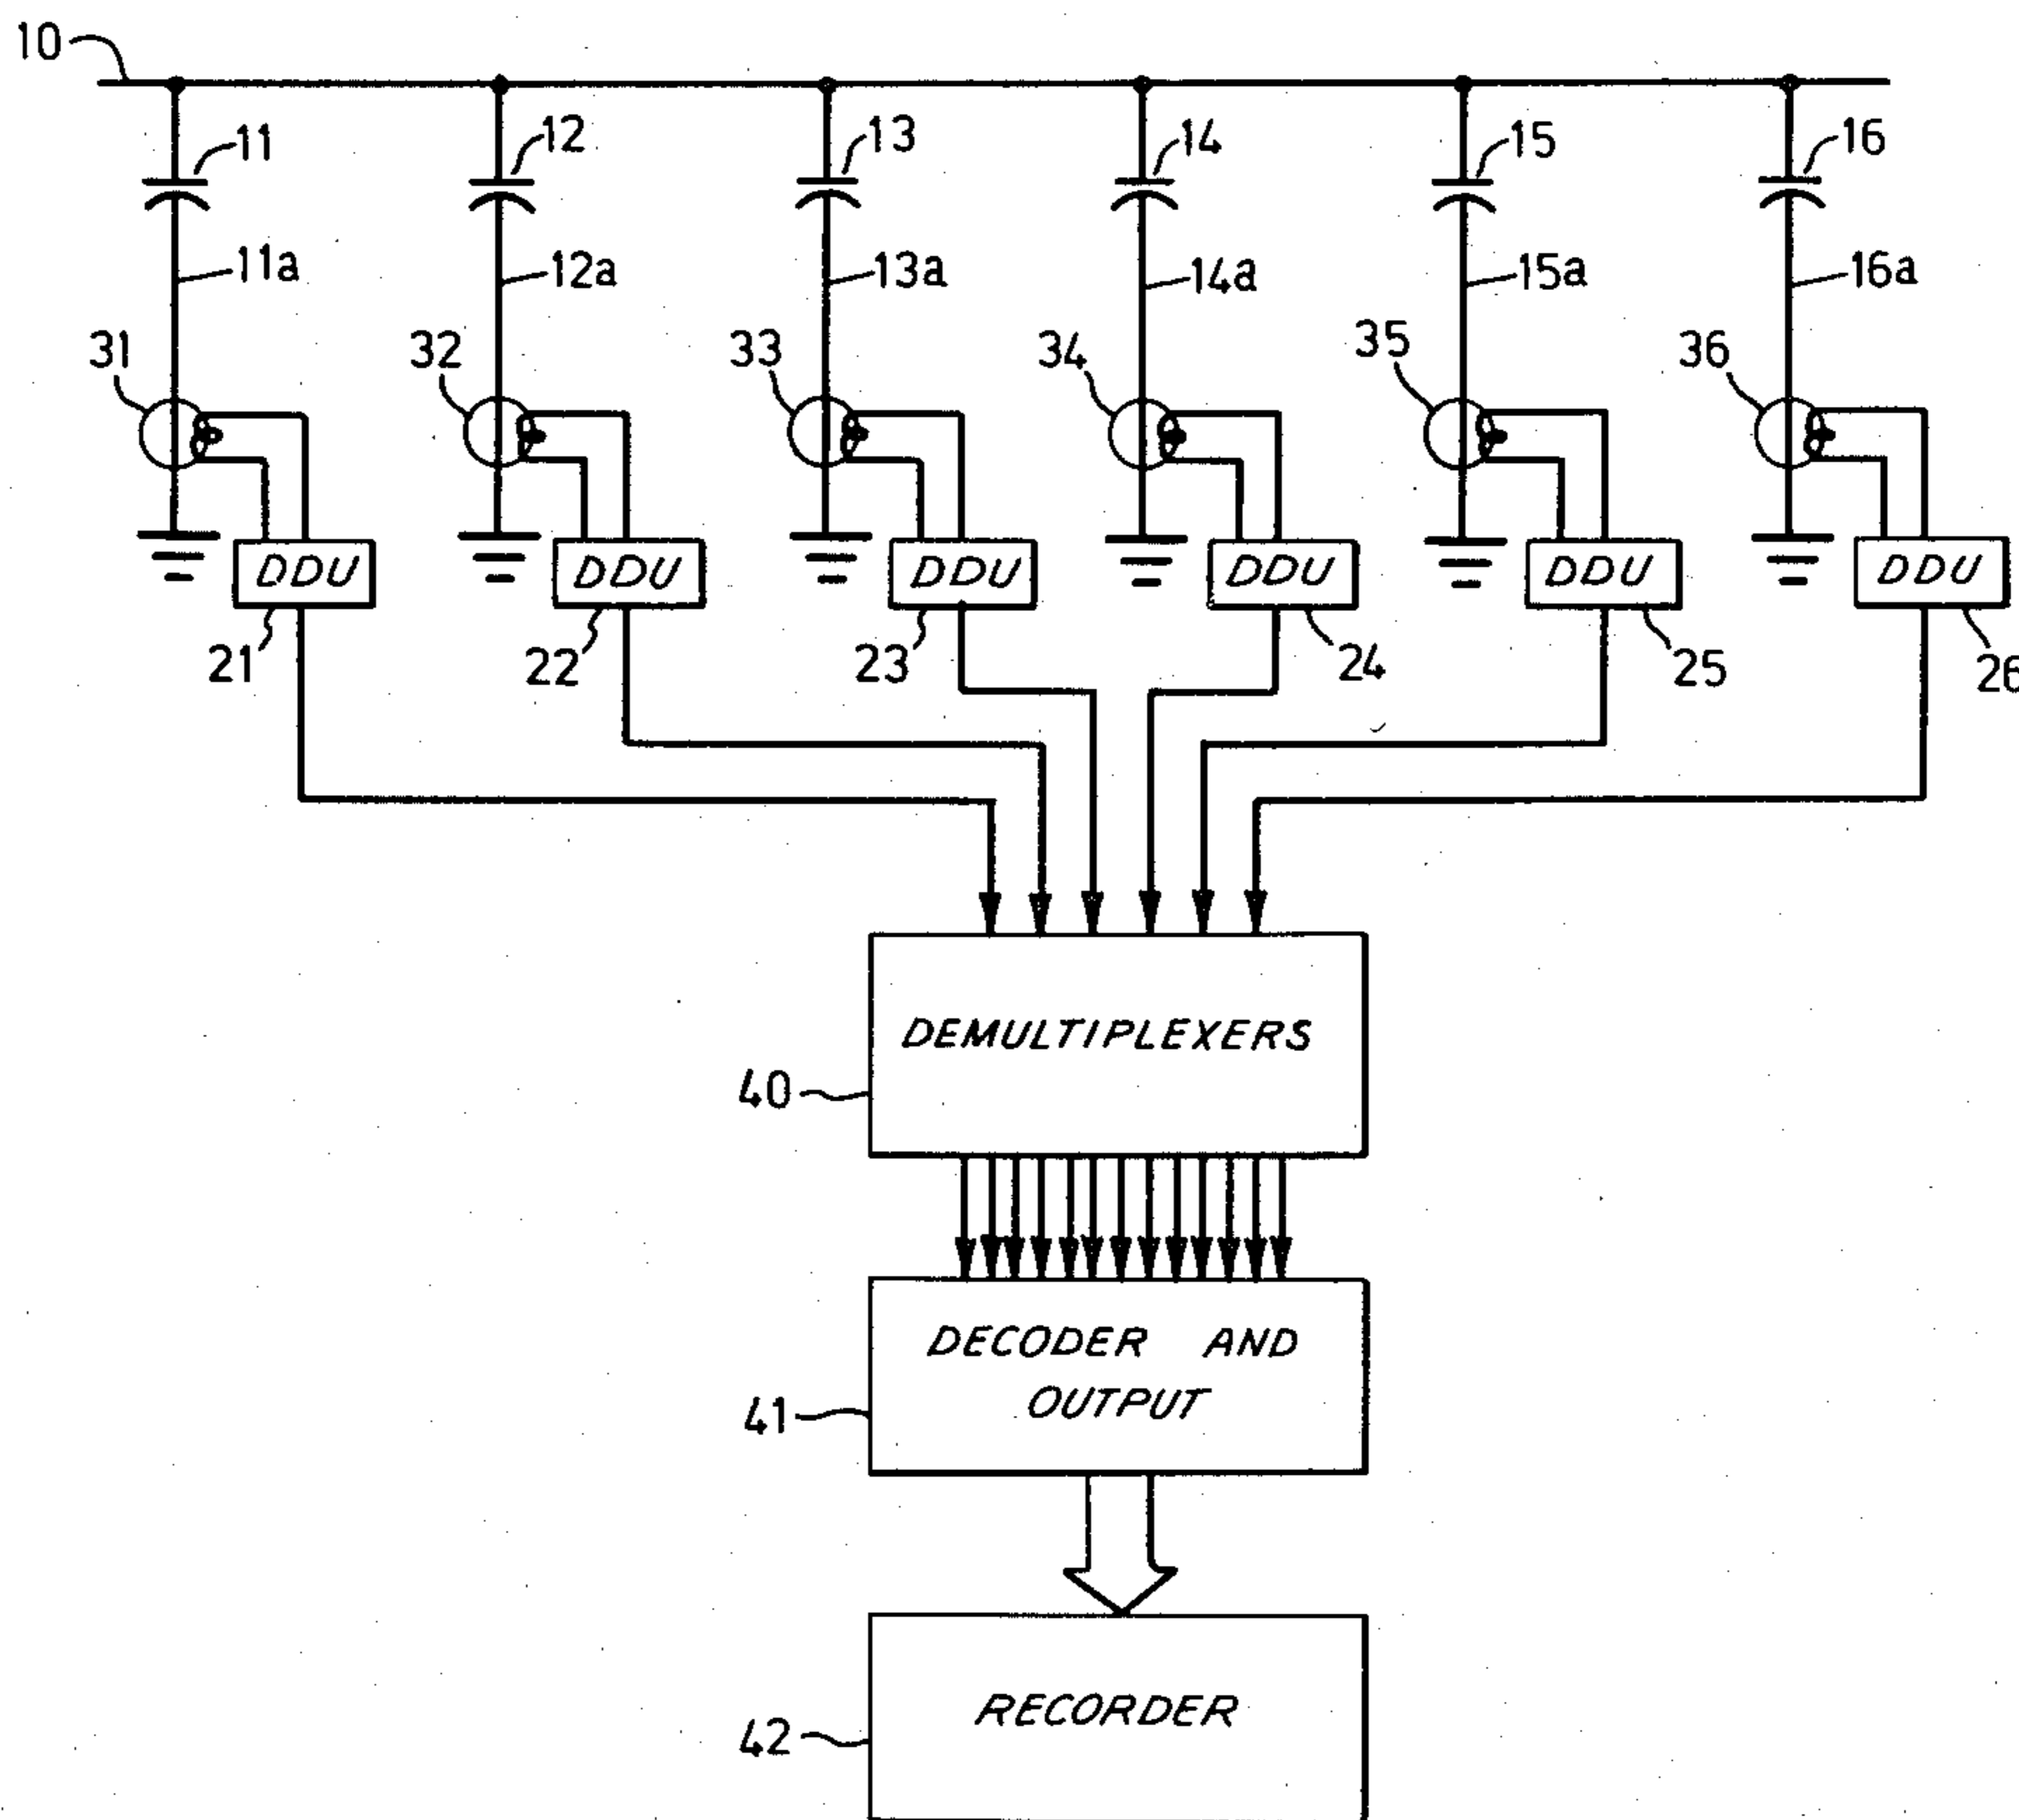 10
11 12 13 14 15 16
11a 12a 13a 14a 15a 16a
31 32 33 34 35 36
DDU DDU DDU DDU DDU DDU
21 22 23 24 25 26
DEMULTIPLEXERS
40
DECODER AND
OUTPUT
41
RECORDER
42